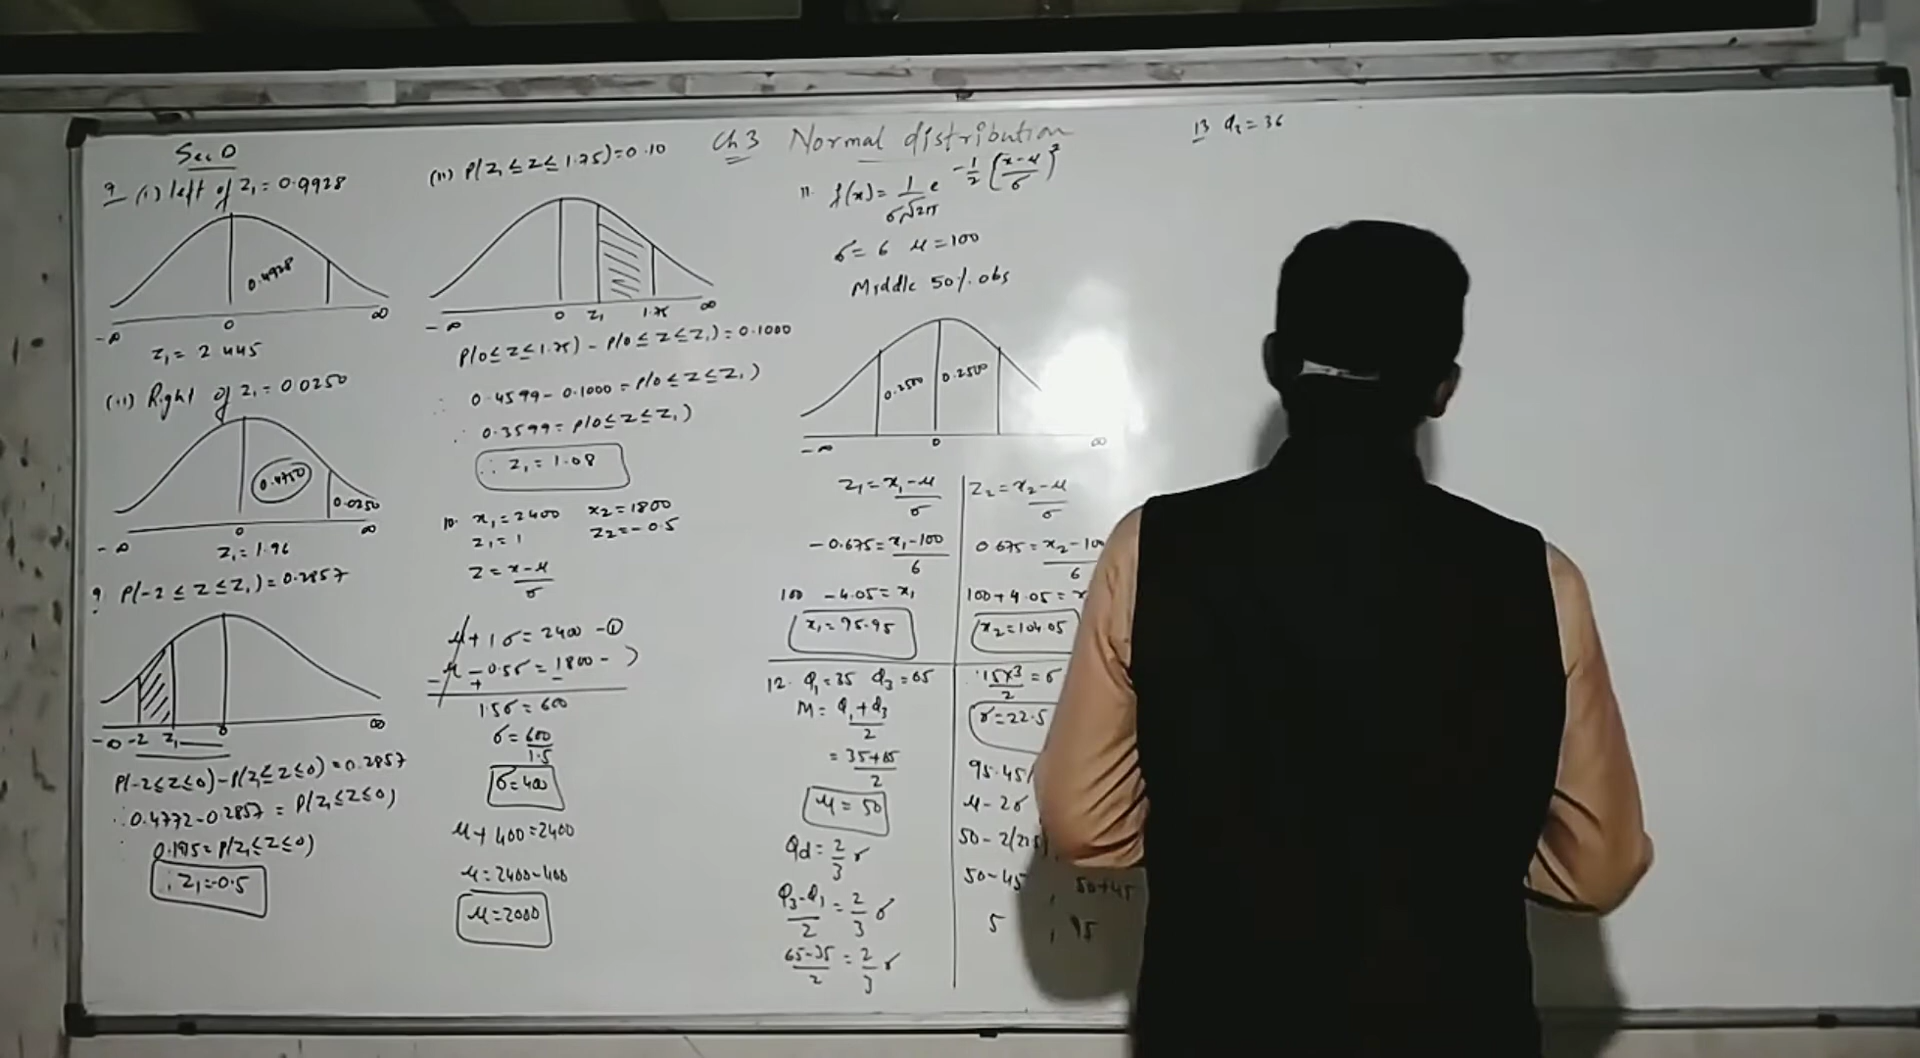 Ch 3 Normal distribution
Sec D
9 (i) left of Z₁ = 0.9928
0.4928
-∞ 0 ∞
Z₁ = 2.445
(ii) Right of Z₁ = 0.0250
0.4750 0.0250
-∞ 0 ∞
Z₁ = 1.96
9. P(-2 ≤ Z ≤ Z₁) = 0.2857
-∞ -2 Z₁ 0 ∞
P(-2 ≤ Z ≤ 0) - P(Z₁ ≤ Z ≤ 0) = 0.2857
∴ 0.4772 - 0.2857 = P(Z₁ ≤ Z ≤ 0)
∴ 0.1915 = P(Z₁ ≤ Z ≤ 0)
∴ Z₁ = -0.5
(ii) P(Z₁ ≤ Z ≤ 1.75) = 0.10
-∞ 0 Z₁ 1.75 ∞
P(0 ≤ Z ≤ 1.75) - P(0 ≤ Z ≤ Z₁) = 0.1000
∴ 0.4599 - 0.1000 = P(0 ≤ Z ≤ Z₁)
∴ 0.3599 = P(0 ≤ Z ≤ Z₁)
∴ Z₁ = 1.08
10. x₁ = 2400 x₂ = 1800
Z₁ = 1 Z₂ = -0.5
Z = x-μ/σ
μ + 1σ = 2400 - ①
μ - 0.5σ = 1800 -
- + -
1.5σ = 600
σ = 600/1.5
σ = 400
μ + 400 = 2400
μ = 2400 - 400
μ = 2000
11. f(x) = 1/σ√2π e^-1/2(x-μ/σ)²
σ = 6 μ = 100
Middle 50% obs
0.2500 0.2500
-∞ 0 ∞
Z₁ = x₁-μ/σ
-0.675 = x₁-100/6
100 - 4.05 = x₁
x₁ = 95.95
Z₂ = x₂-μ/σ
0.675 = x₂-100/6
100 + 4.05 = x
x₂ = 104.05
12. Q₁ = 35 Q₃ = 65
M = Q₁+Q₃/2
= 35+65/2
μ = 50
Qd = 2/3 σ
Q₃-Q₁/2 = 2/3 σ
65-35/2 = 2/3 σ
15×3/2 = σ
σ = 22.5
95.45%
μ - 2σ
50 - 2(22.5)
50-45 , 50+45
5 , 95
13 Q₂ = 36